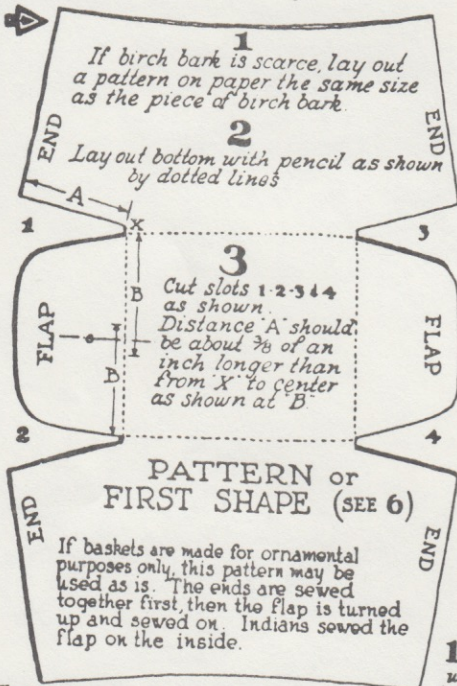 1
If birch bark is scarce, lay out
a pattern on paper the same size
as the piece of birch bark.
END
END
2
Lay out bottom with pencil as shown
by dotted lines
A
1
X
3
3
B
Cut slots 1-2-3 & 4
as shown.
Distance "A" should
be about 3/8 of an
inch longer than
from "X" to center
as shown at "B".
FLAP
FLAP
B
2
4
PATTERN or
FIRST SHAPE (SEE 6)
END
END
If baskets are made for ornamental
purposes only, this pattern may be
used as is. The ends are sewed
together first, then the flap is turned
up and sewed on. Indians sewed the
flap on the inside.